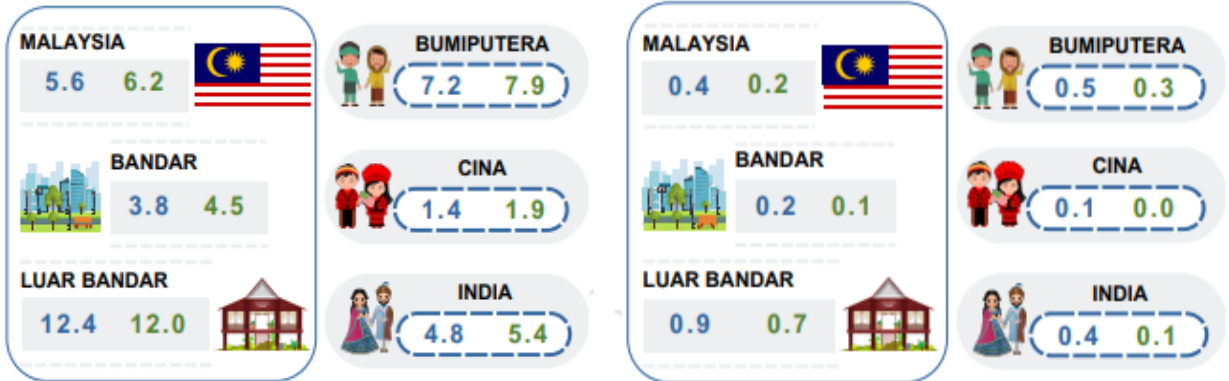 MALAYSIA
5.6 6.2
BANDAR
3.8 4.5
LUAR BANDAR
12.4 12.0
BUMIPUTERA
7.2 7.9
CINA
1.4 1.9
INDIA
4.8 5.4
MALAYSIA
0.4 0.2
BANDAR
0.2 0.1
LUAR BANDAR
0.9 0.7
BUMIPUTERA
0.5 0.3
CINA
0.1 0.0
INDIA
0.4 0.1